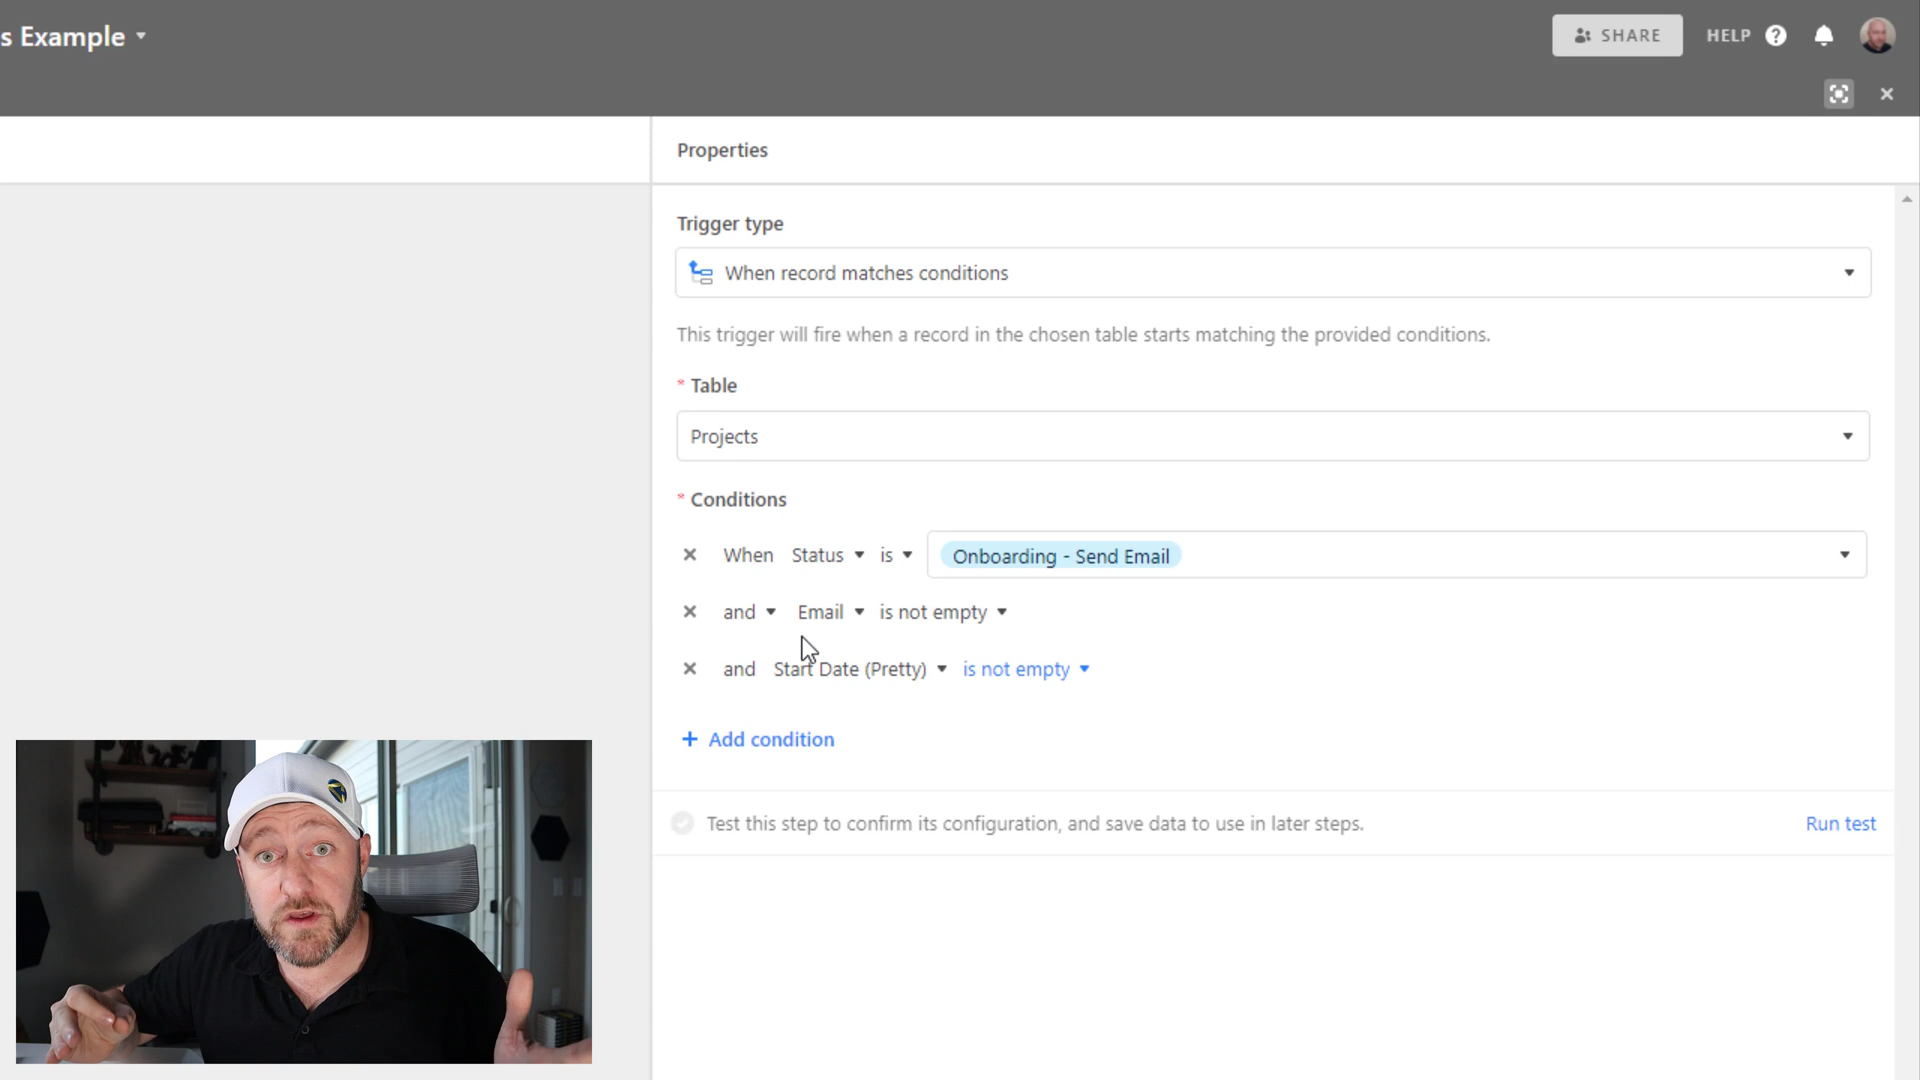 s Example
SHARE
HELP
Properties
Trigger type
When record matches conditions
This trigger will fire when a record in the chosen table starts matching the provided conditions.
* Table
Projects
* Conditions
When Status is Onboarding - Send Email
and Email is not empty
and Start Date (Pretty) is not empty
+ Add condition
Test this step to confirm its configuration, and save data to use in later steps. Run test